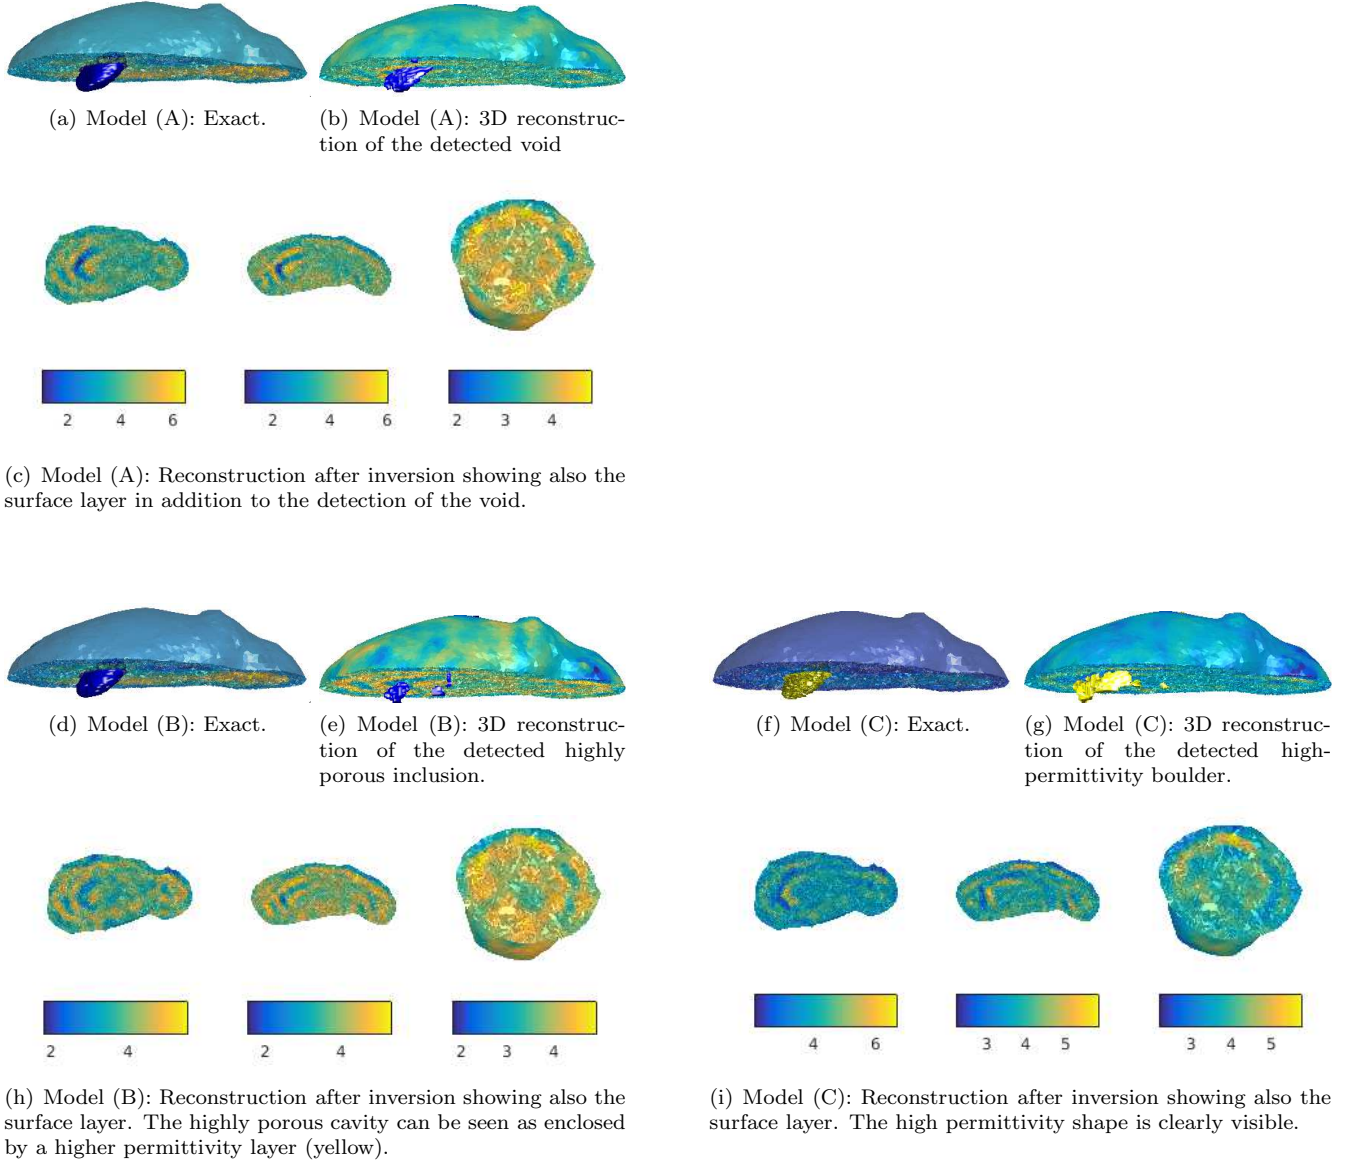 (a) Model (A): Exact.
(b) Model (A): 3D reconstruc-
tion of the detected void
2 4 6
2 4 6
2 3 4
(c) Model (A): Reconstruction after inversion showing also the
surface layer in addition to the detection of the void.
(d) Model (B): Exact.
(e) Model (B): 3D reconstruc-
tion of the detected highly
porous inclusion.
(f) Model (C): Exact.
(g) Model (C): 3D reconstruc-
tion of the detected high-
permittivity boulder.
2 4
2 4
2 3 4
4 6
3 4 5
3 4 5
(h) Model (B): Reconstruction after inversion showing also the
surface layer. The highly porous cavity can be seen as enclosed
by a higher permittivity layer (yellow).
(i) Model (C): Reconstruction after inversion showing also the
surface layer. The high permittivity shape is clearly visible.